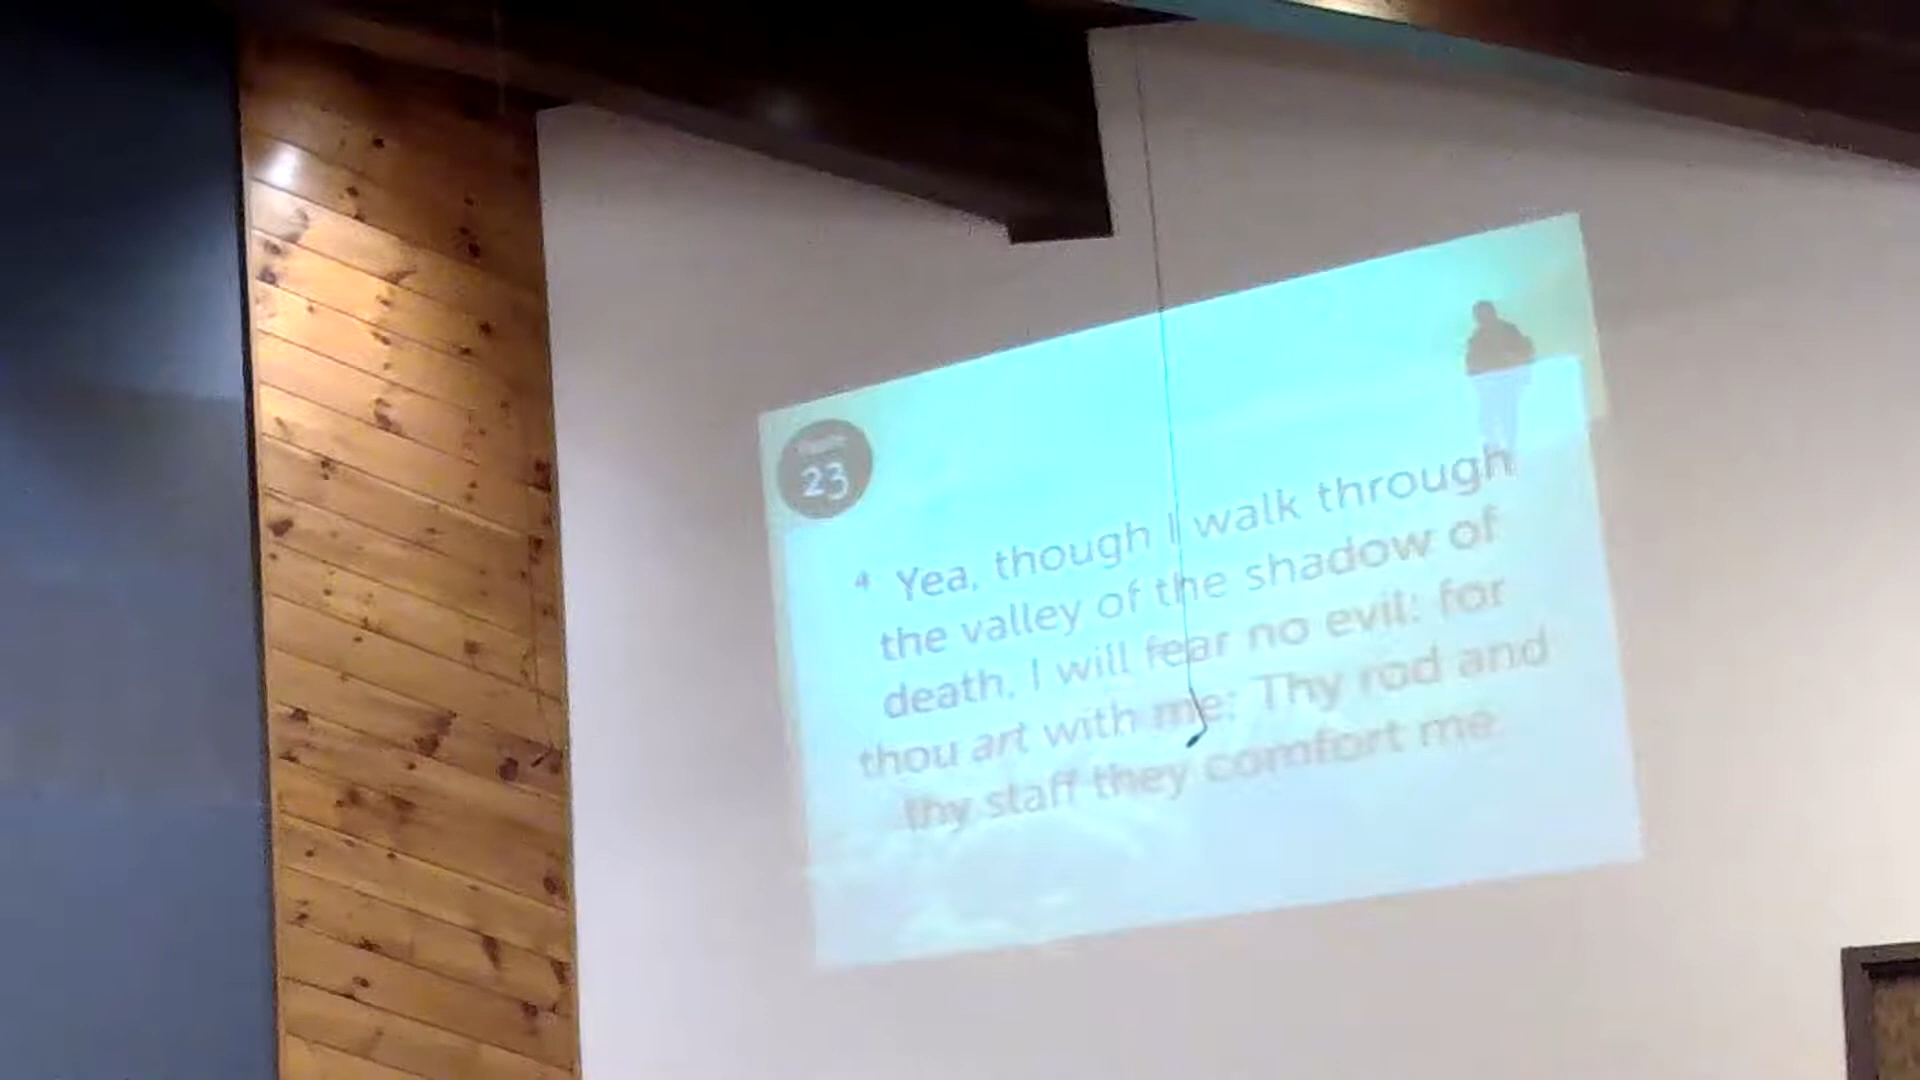 Psalm
23
4 Yea, though I walk through
the valley of the shadow of
death, I will fear no evil: for
thou art with me; Thy rod and
thy staff they comfort me